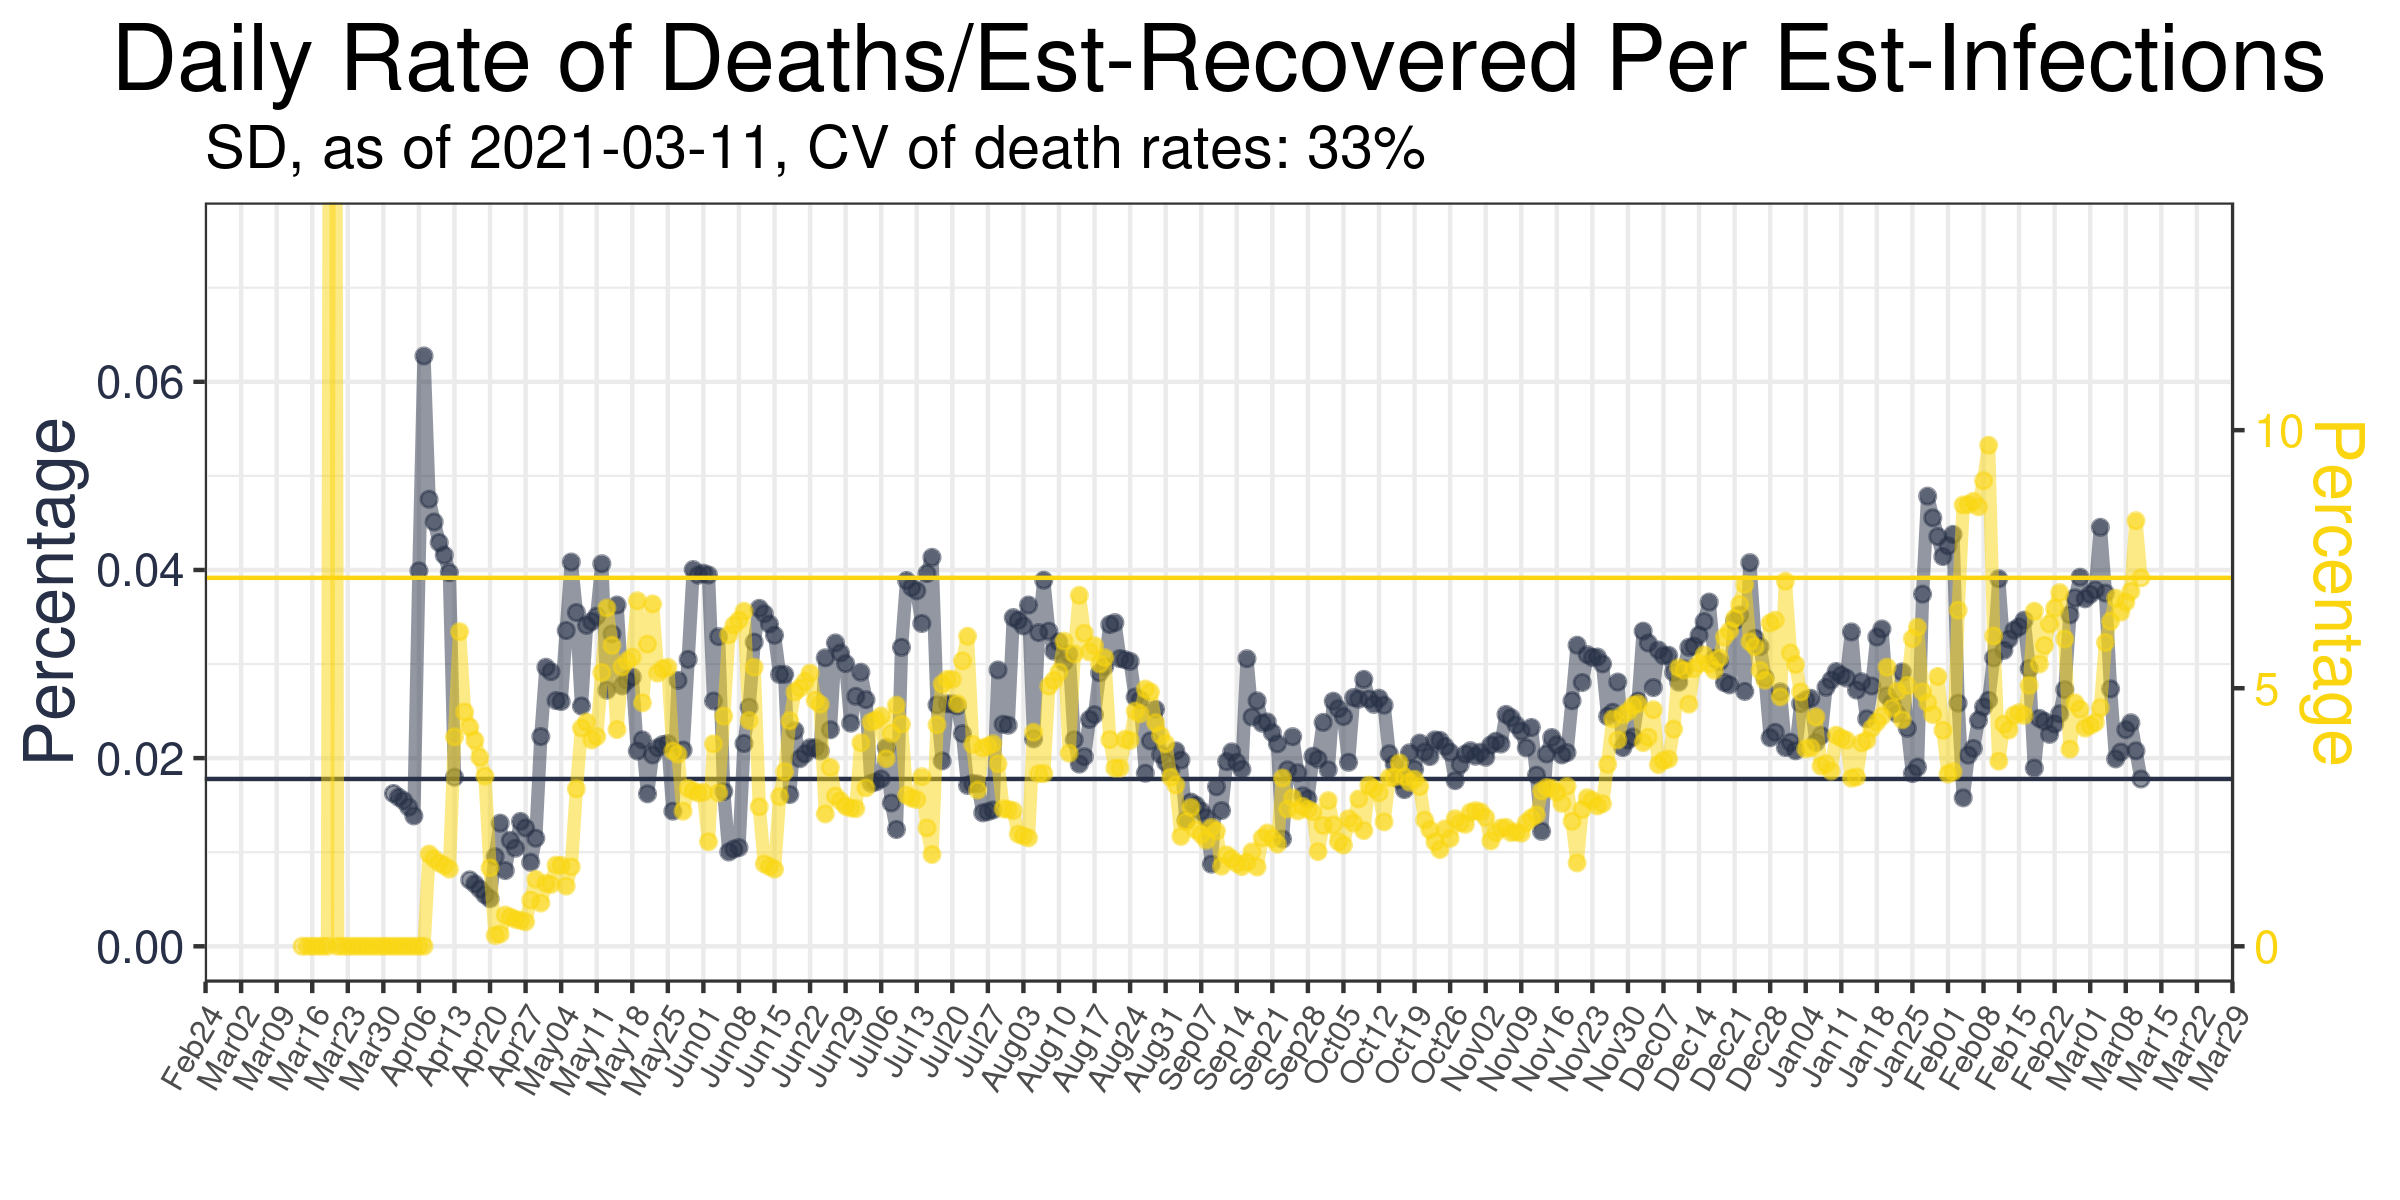 Daily Rate of Deaths/Est-Recovered Per Est-Infections
SD, as of 2021-03-11, CV of death rates: 33%
Percentage
0.06
0.04
0.02
0.00
10
5
0
Percentage
Feb24
Mar02
Mar09
Mar16
Mar23
Mar30
Apr06
Apr13
Apr20
Apr27
May04
May11
May18
May25
Jun01
Jun08
Jun15
Jun22
Jun29
Jul06
Jul13
Jul20
Jul27
Aug03
Aug10
Aug17
Aug24
Aug31
Sep07
Sep14
Sep21
Sep28
Oct05
Oct12
Oct19
Oct26
Nov02
Nov09
Nov16
Nov23
Nov30
Dec07
Dec14
Dec21
Dec28
Jan04
Jan11
Jan18
Jan25
Feb01
Feb08
Feb15
Feb22
Mar01
Mar08
Mar15
Mar22
Mar29